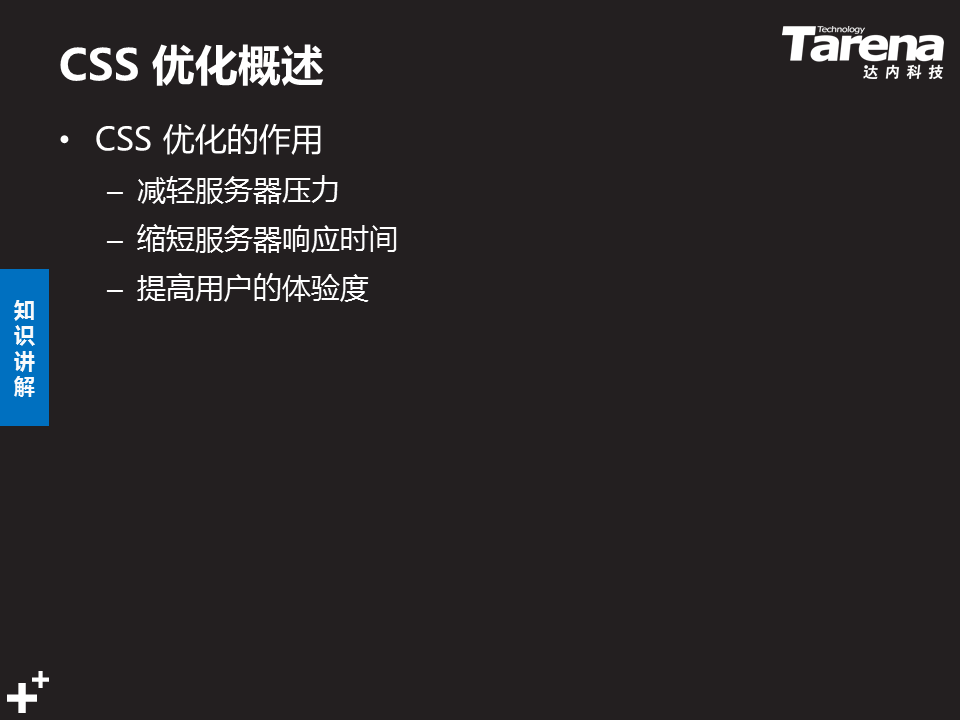 CSS 优化概述
Technology
Tarena
达内科技
• CSS 优化的作用
– 减轻服务器压力
– 缩短服务器响应时间
– 提高用户的体验度
知
识
讲
解